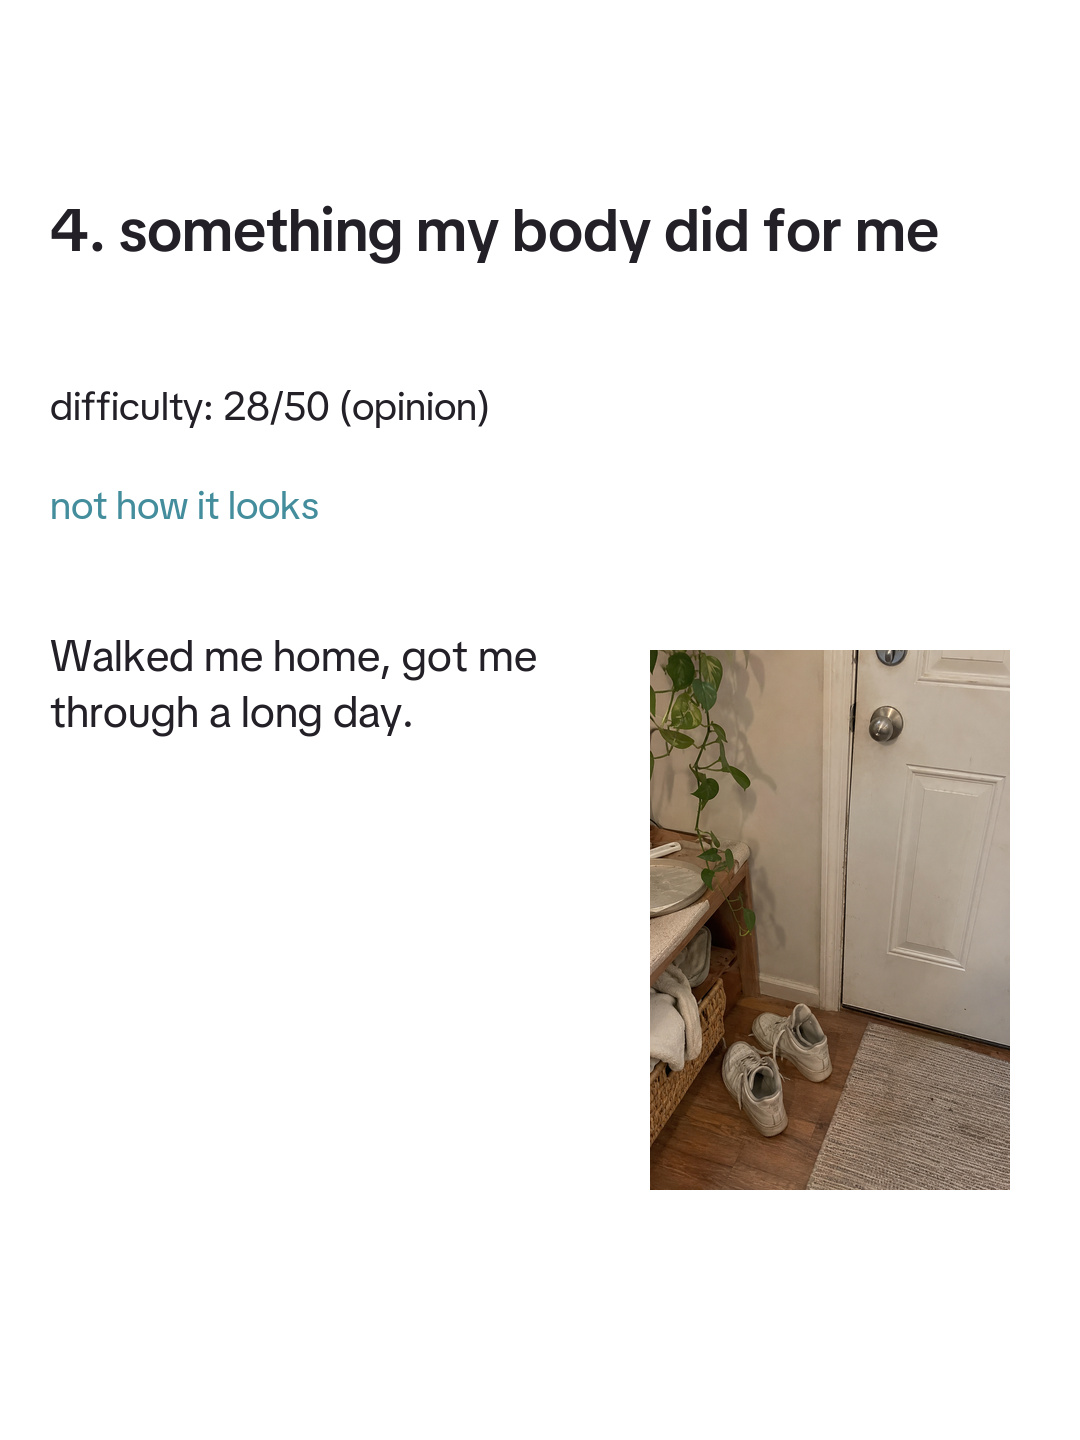 4. something my body did for me
difficulty: 28/50 (opinion)
not how it looks
Walked me home, got me
through a long day.